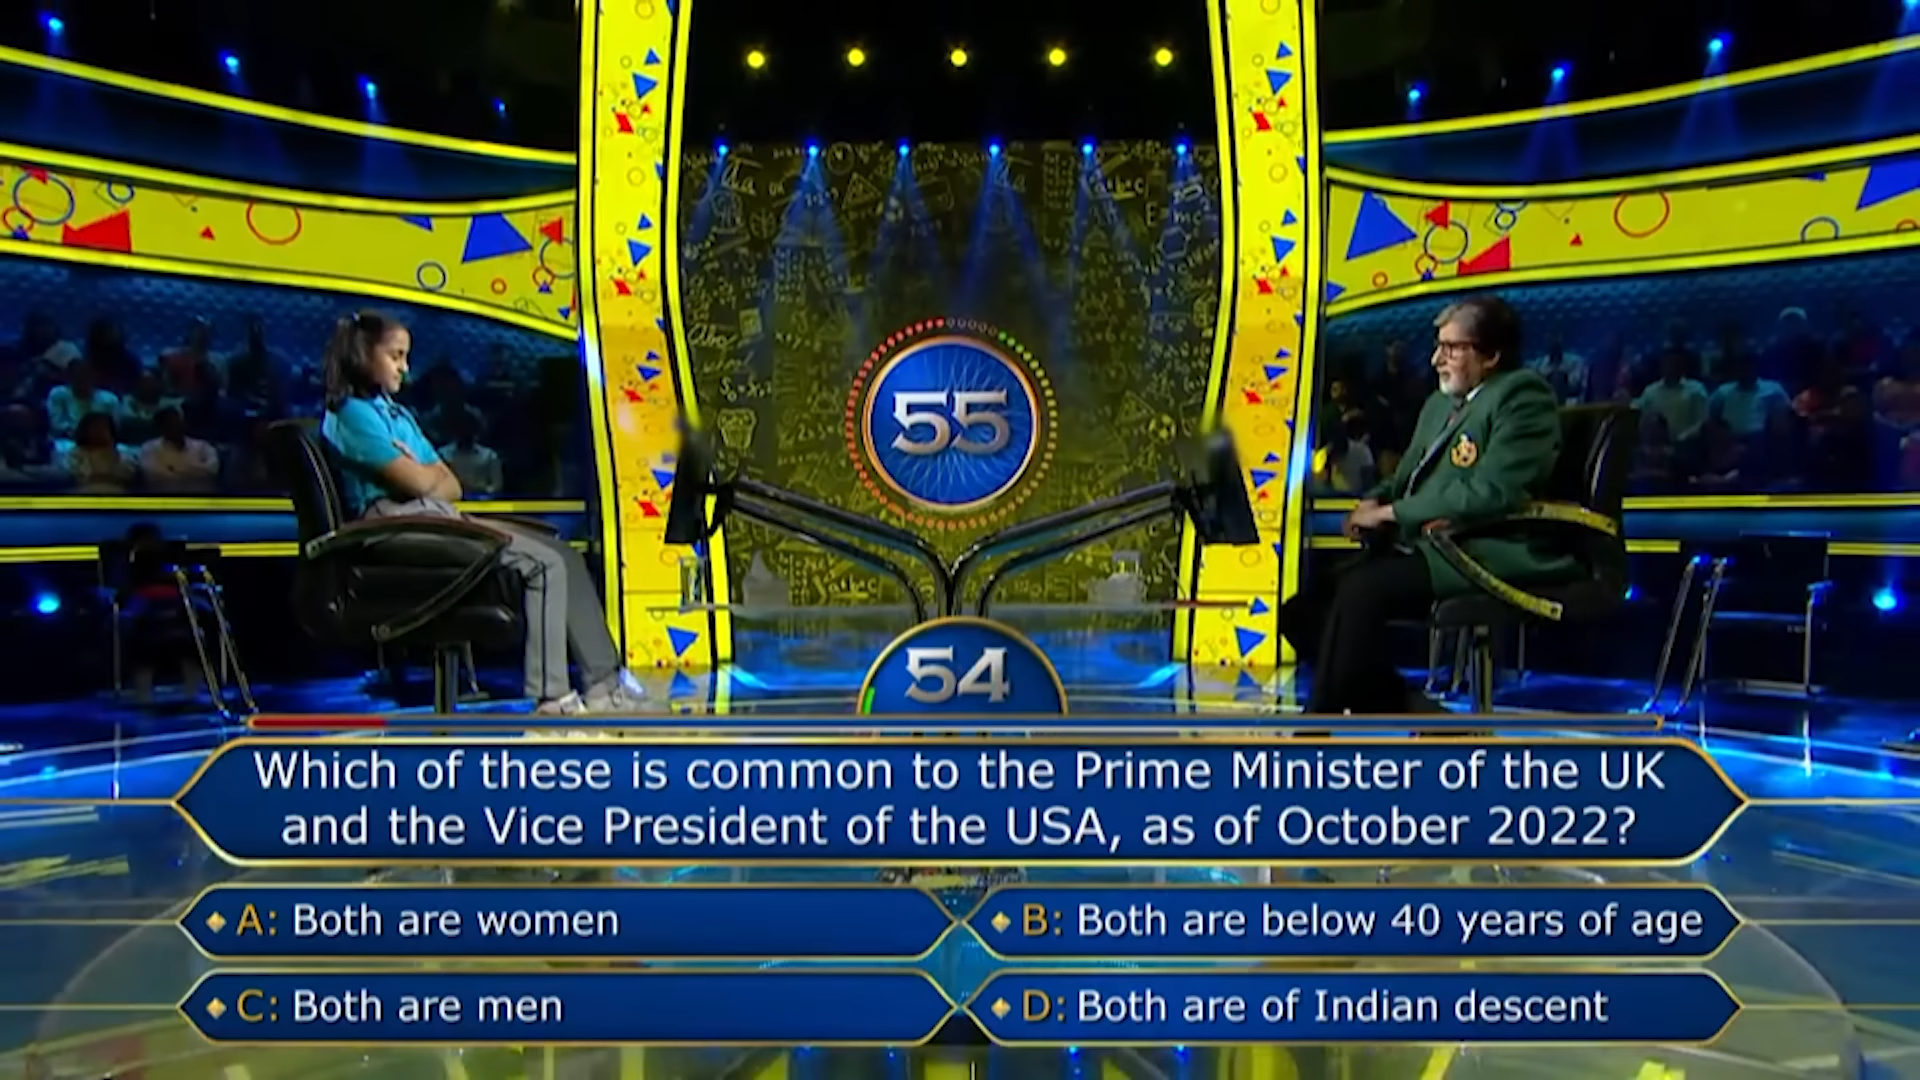 55
54
Which of these is common to the Prime Minister of the UK
and the Vice President of the USA, as of October 2022?
A: Both are women
B: Both are below 40 years of age
C: Both are men
D: Both are of Indian descent